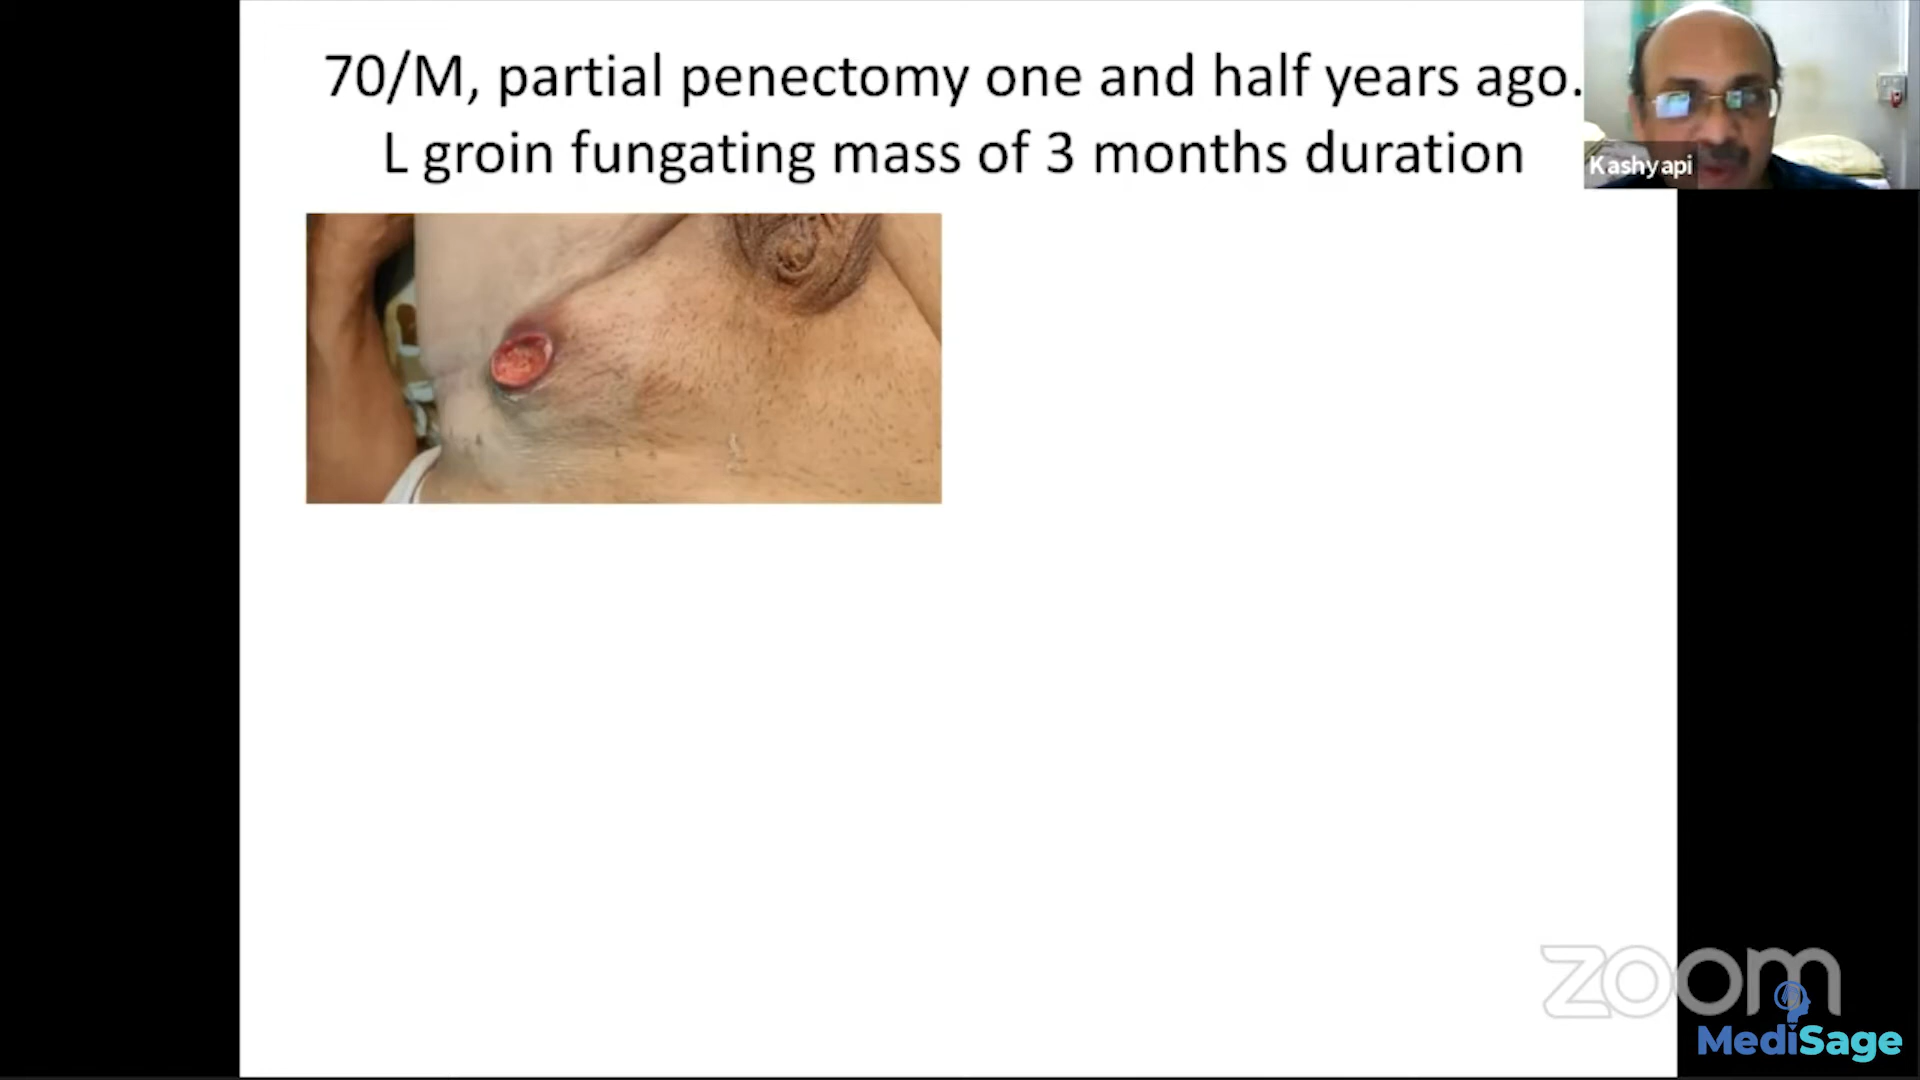 70/M, partial penectomy one and half years ago.
L groin fungating mass of 3 months duration
Kashyapi
zoom
MediSage